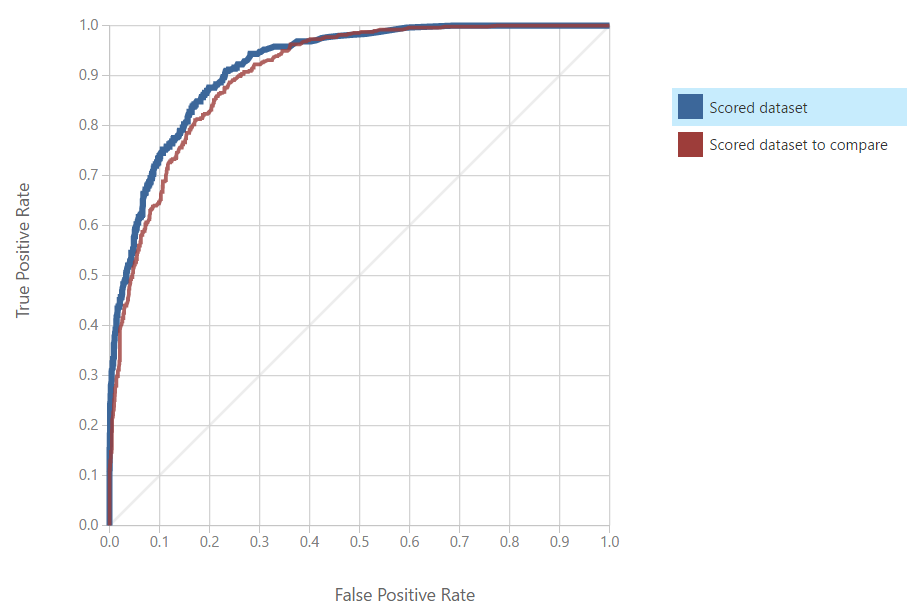 1.0
0.9
0.8
0.7
0.6
0.5
0.4
0.3
0.2
0.1
0.0
0.0 0.1 0.2 0.3 0.4 0.5 0.6 0.7 0.8 0.9 1.0
True Positive Rate
False Positive Rate
Scored dataset
Scored dataset to compare